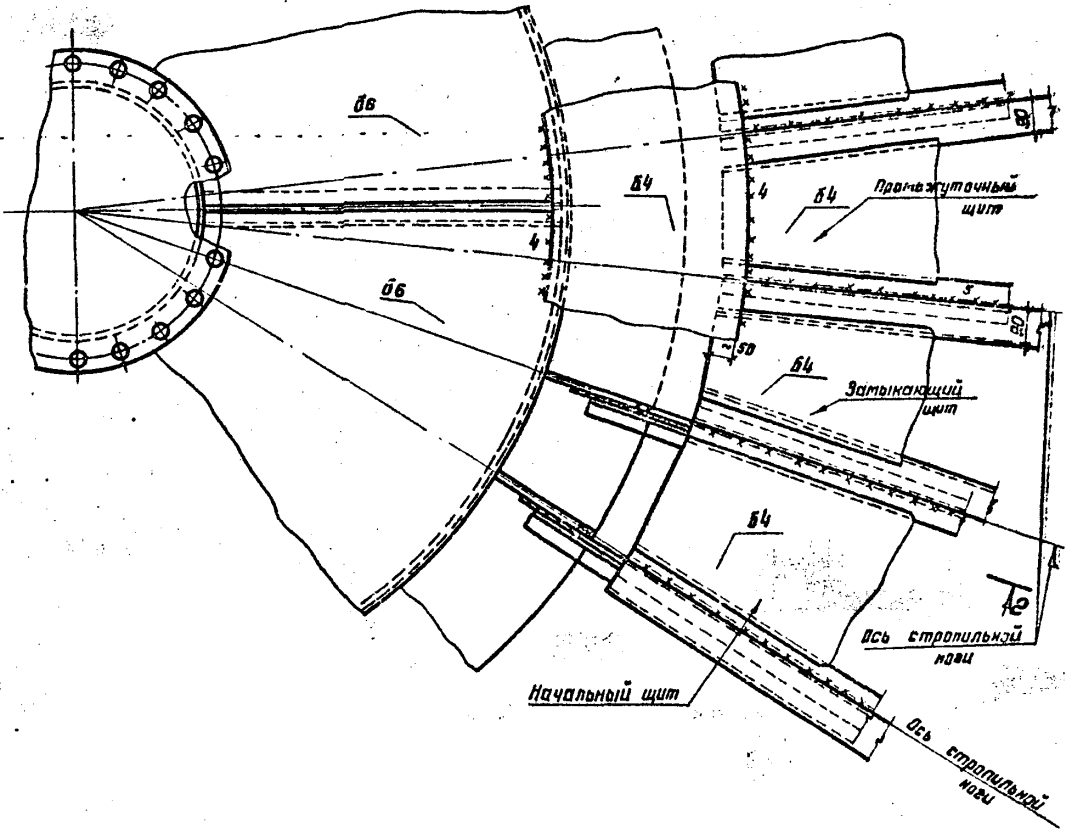 δ6
δ4
δ4
Промежуточный
щит
80
4
4
δ6
5
80
~50
δ4
Замыкающий
щит
δ4
Ось стропильной
ноги
Начальный щит
Ось стропильной
ноги